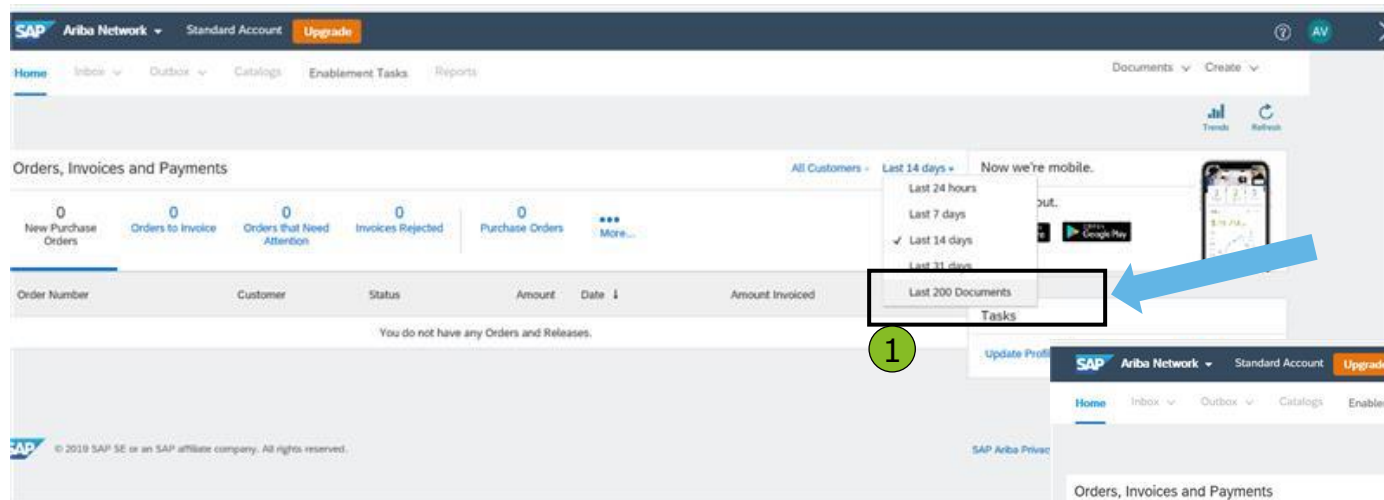 SAP Ariba Network Standard Account Upgrade ? AV
Home Inbox Outbox Catalogs Enablement Tasks Reports Documents Create
Trends Refresh
Orders, Invoices and Payments All Customers Last 14 days Now we're mobile.
Last 24 hours
Last 7 days
✓ Last 14 days
Last 31 days
Last 200 Documents
out.
Google Play
0 New Purchase Orders
0 Orders to Invoice
0 Orders that Need Attention
0 Invoices Rejected
0 Purchase Orders
More...
Order Number Customer Status Amount Date ↓ Amount Invoiced
You do not have any Orders and Releases.
Tasks
1
Update Profi
SAP Ariba Network Standard Account Upgrade
Home Inbox Outbox Catalogs Enable
Orders, Invoices and Payments
SAP © 2019 SAP SE or an SAP affiliate company. All rights reserved.
SAP Ariba Privac